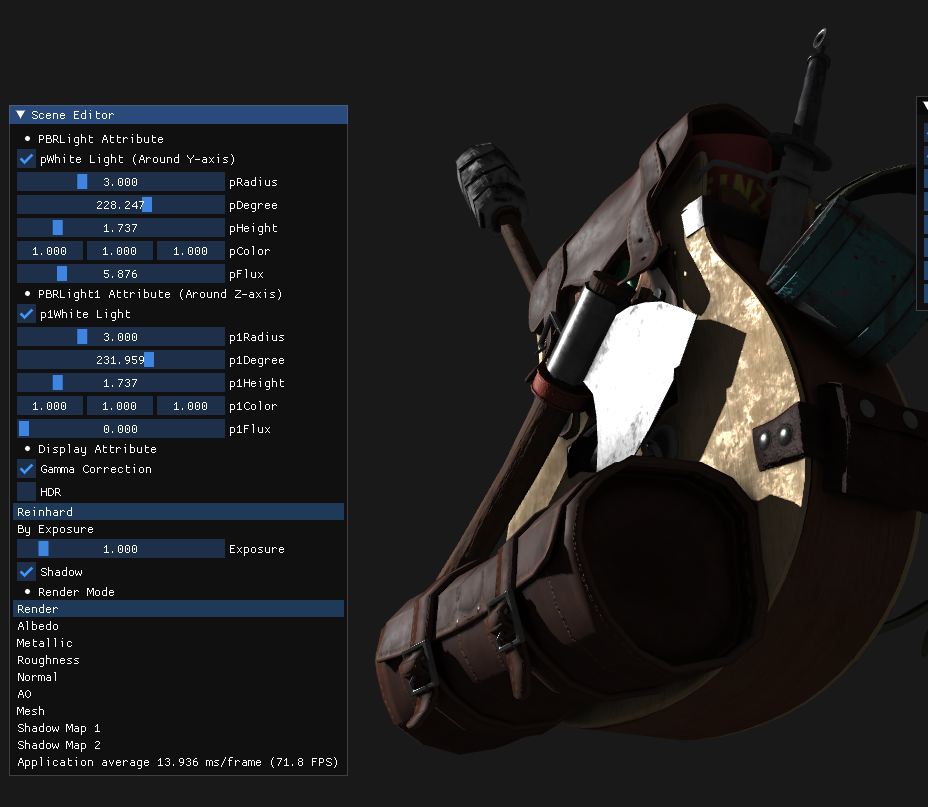 Scene Editor
PBRLight Attribute
pWhite Light (Around Y-axis)
3.000 pRadius
228.247 pDegree
1.737 pHeight
1.000 1.000 1.000 pColor
5.876 pFlux
PBRLight1 Attribute (Around Z-axis)
p1White Light
3.000 p1Radius
231.959 p1Degree
1.737 p1Height
1.000 1.000 1.000 p1Color
0.000 p1Flux
Display Attribute
Gamma Correction
HDR
Reinhard
By Exposure
1.000 Exposure
Shadow
Render Mode
Render
Albedo
Metallic
Roughness
Normal
AO
Mesh
Shadow Map 1
Shadow Map 2
Application average 13.936 ms/frame (71.8 FPS)